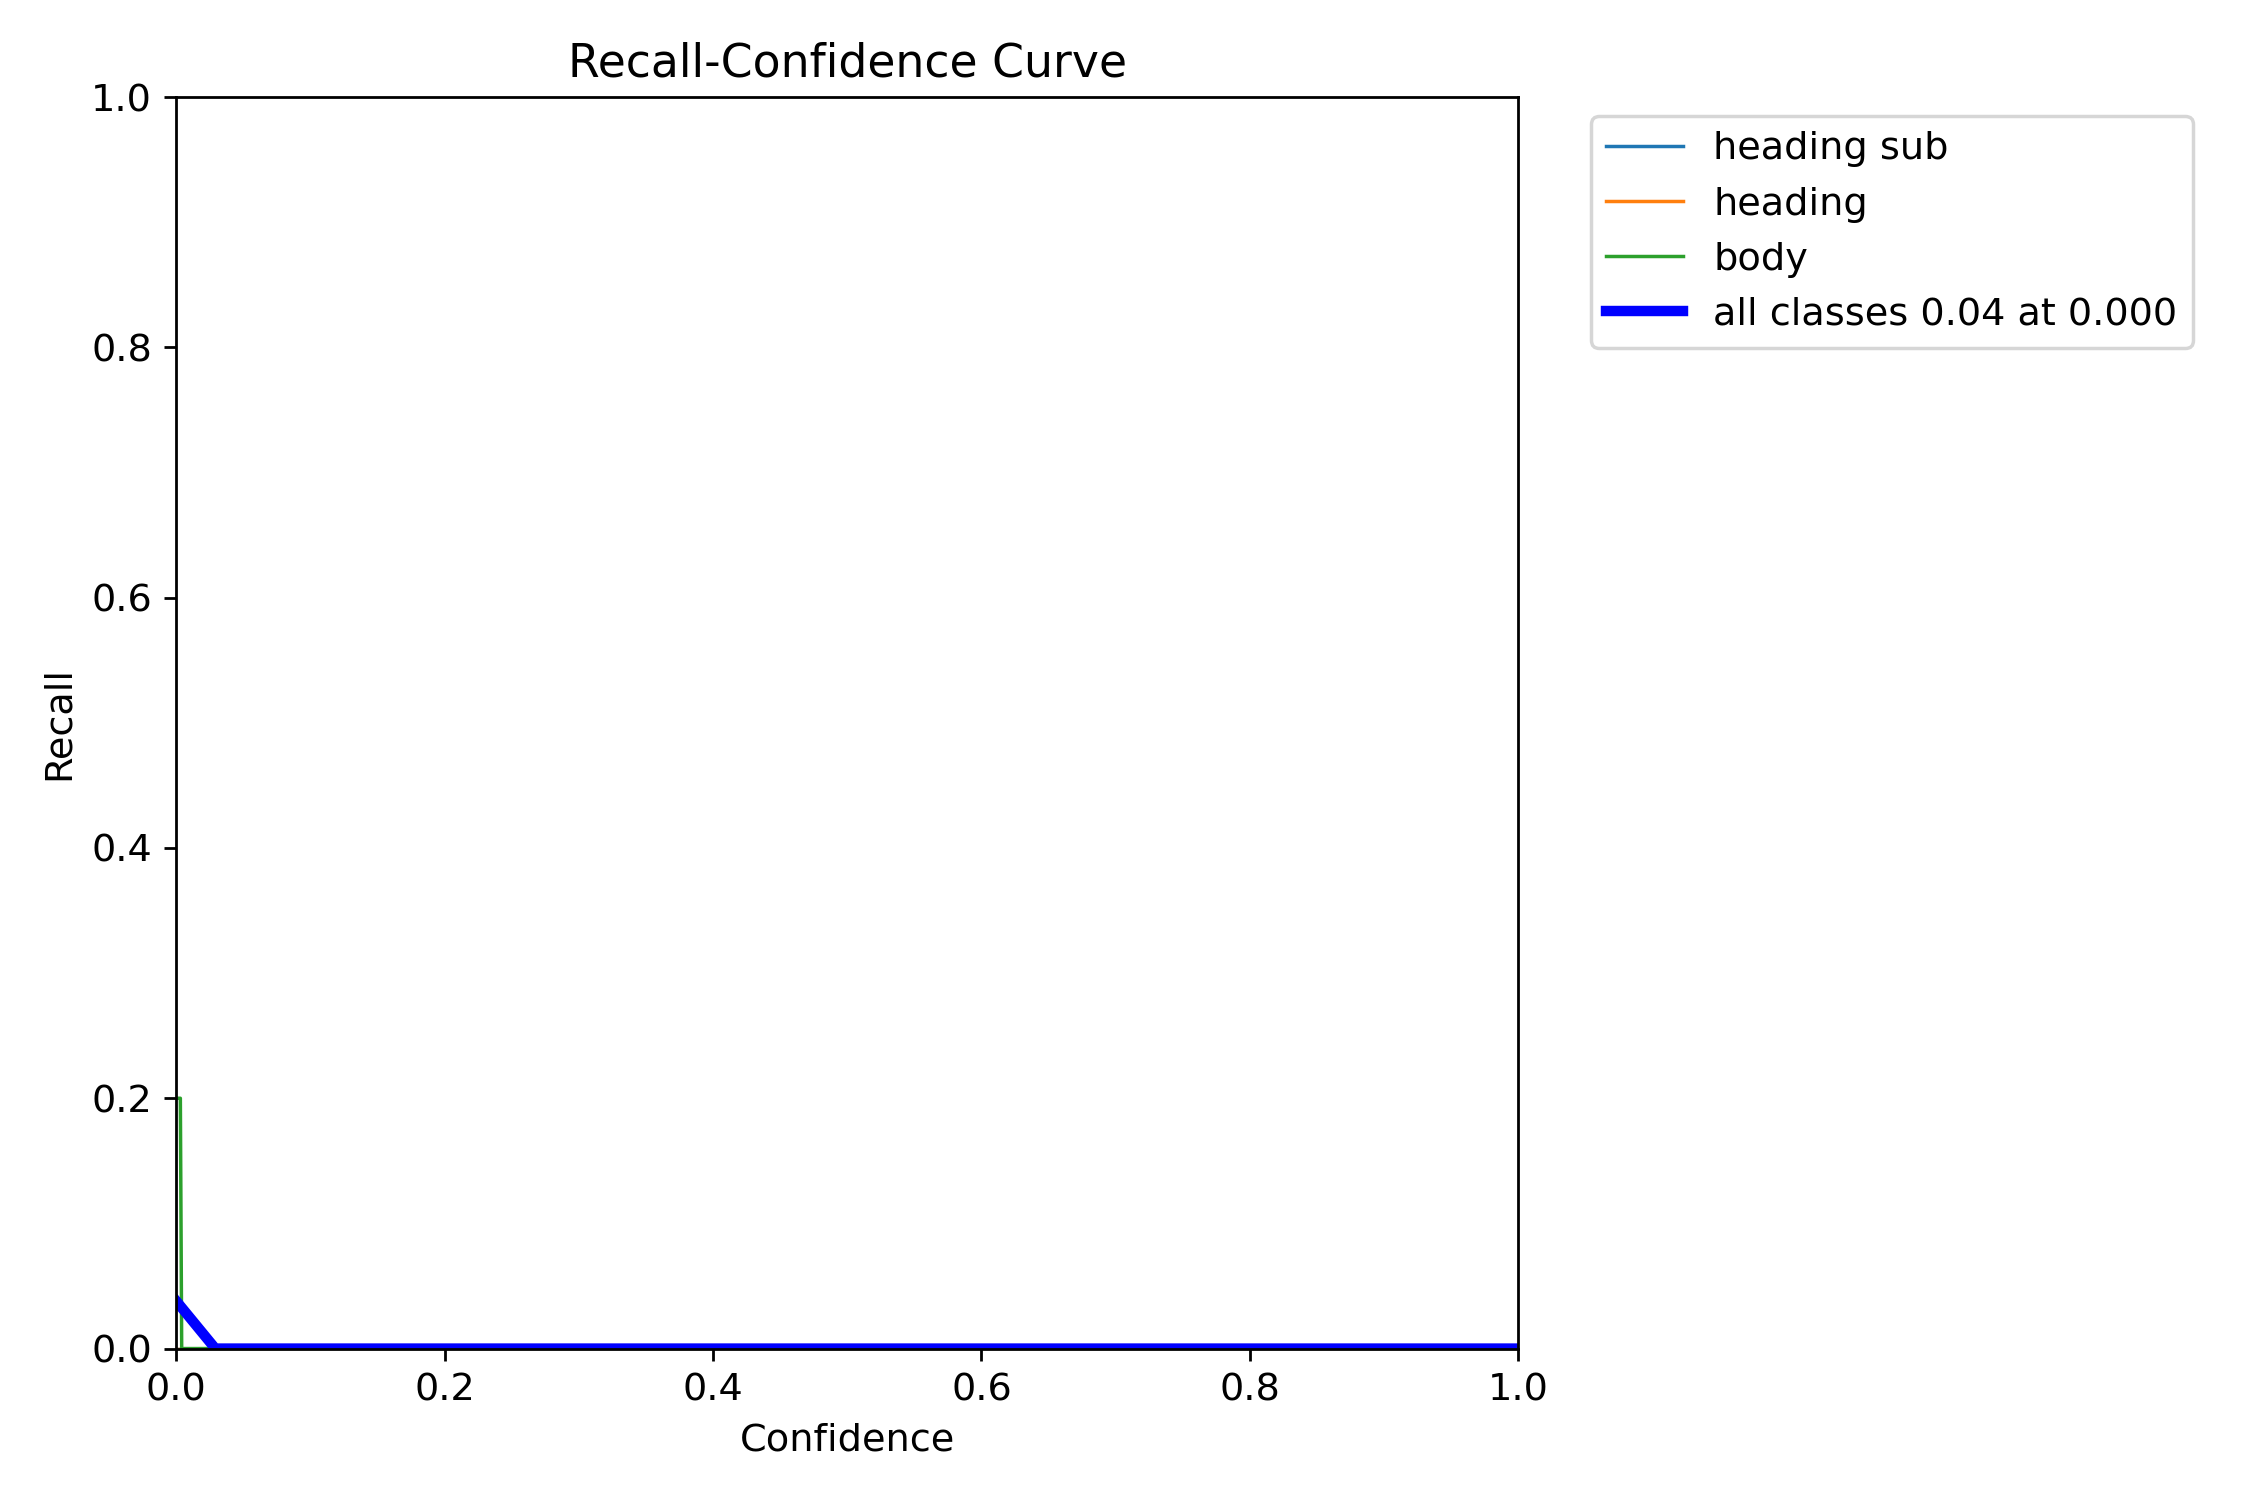 Recall-Confidence Curve
1.0
0.8
0.6
0.4
0.2
0.0
Recall
0.0 0.2 0.4 0.6 0.8 1.0
Confidence
heading sub
heading
body
all classes 0.04 at 0.000